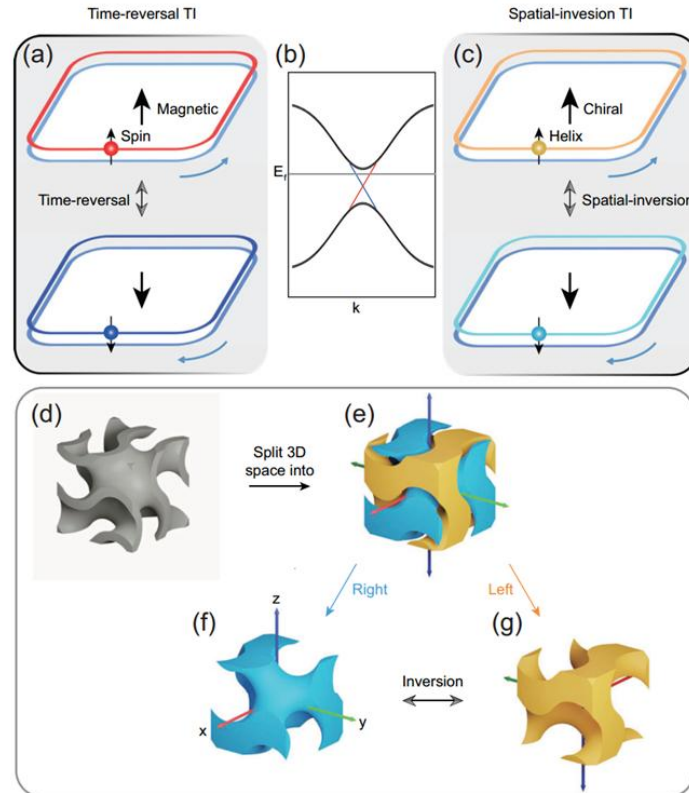 Time-reversal TI
Spatial-invesion TI
(a)
Magnetic
Spin
Time-reversal
(b)
E_f
k
(c)
Chiral
Helix
Spatial-inversion
(d)
Split 3D
space into
(e)
Right
Left
(f)
z
x
y
Inversion
(g)